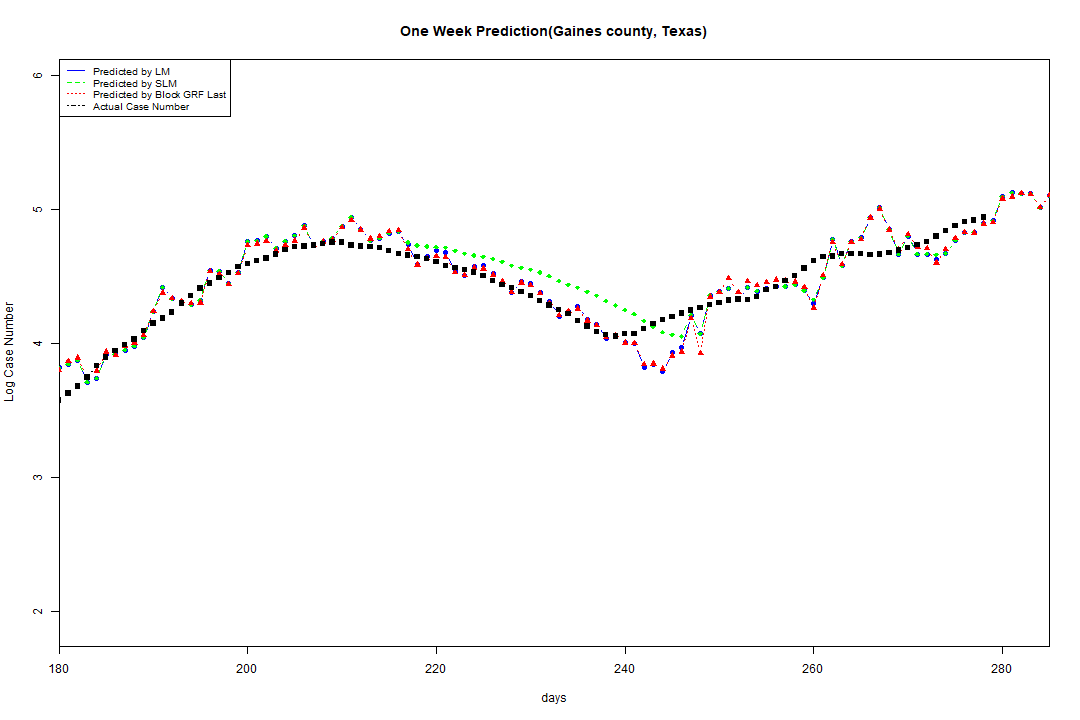 One Week Prediction(Gaines county, Texas)
Predicted by LM
Predicted by SLM
Predicted by Block GRF Last
Actual Case Number
6
5
4
3
2
Log Case Number
180 200 220 240 260 280
days